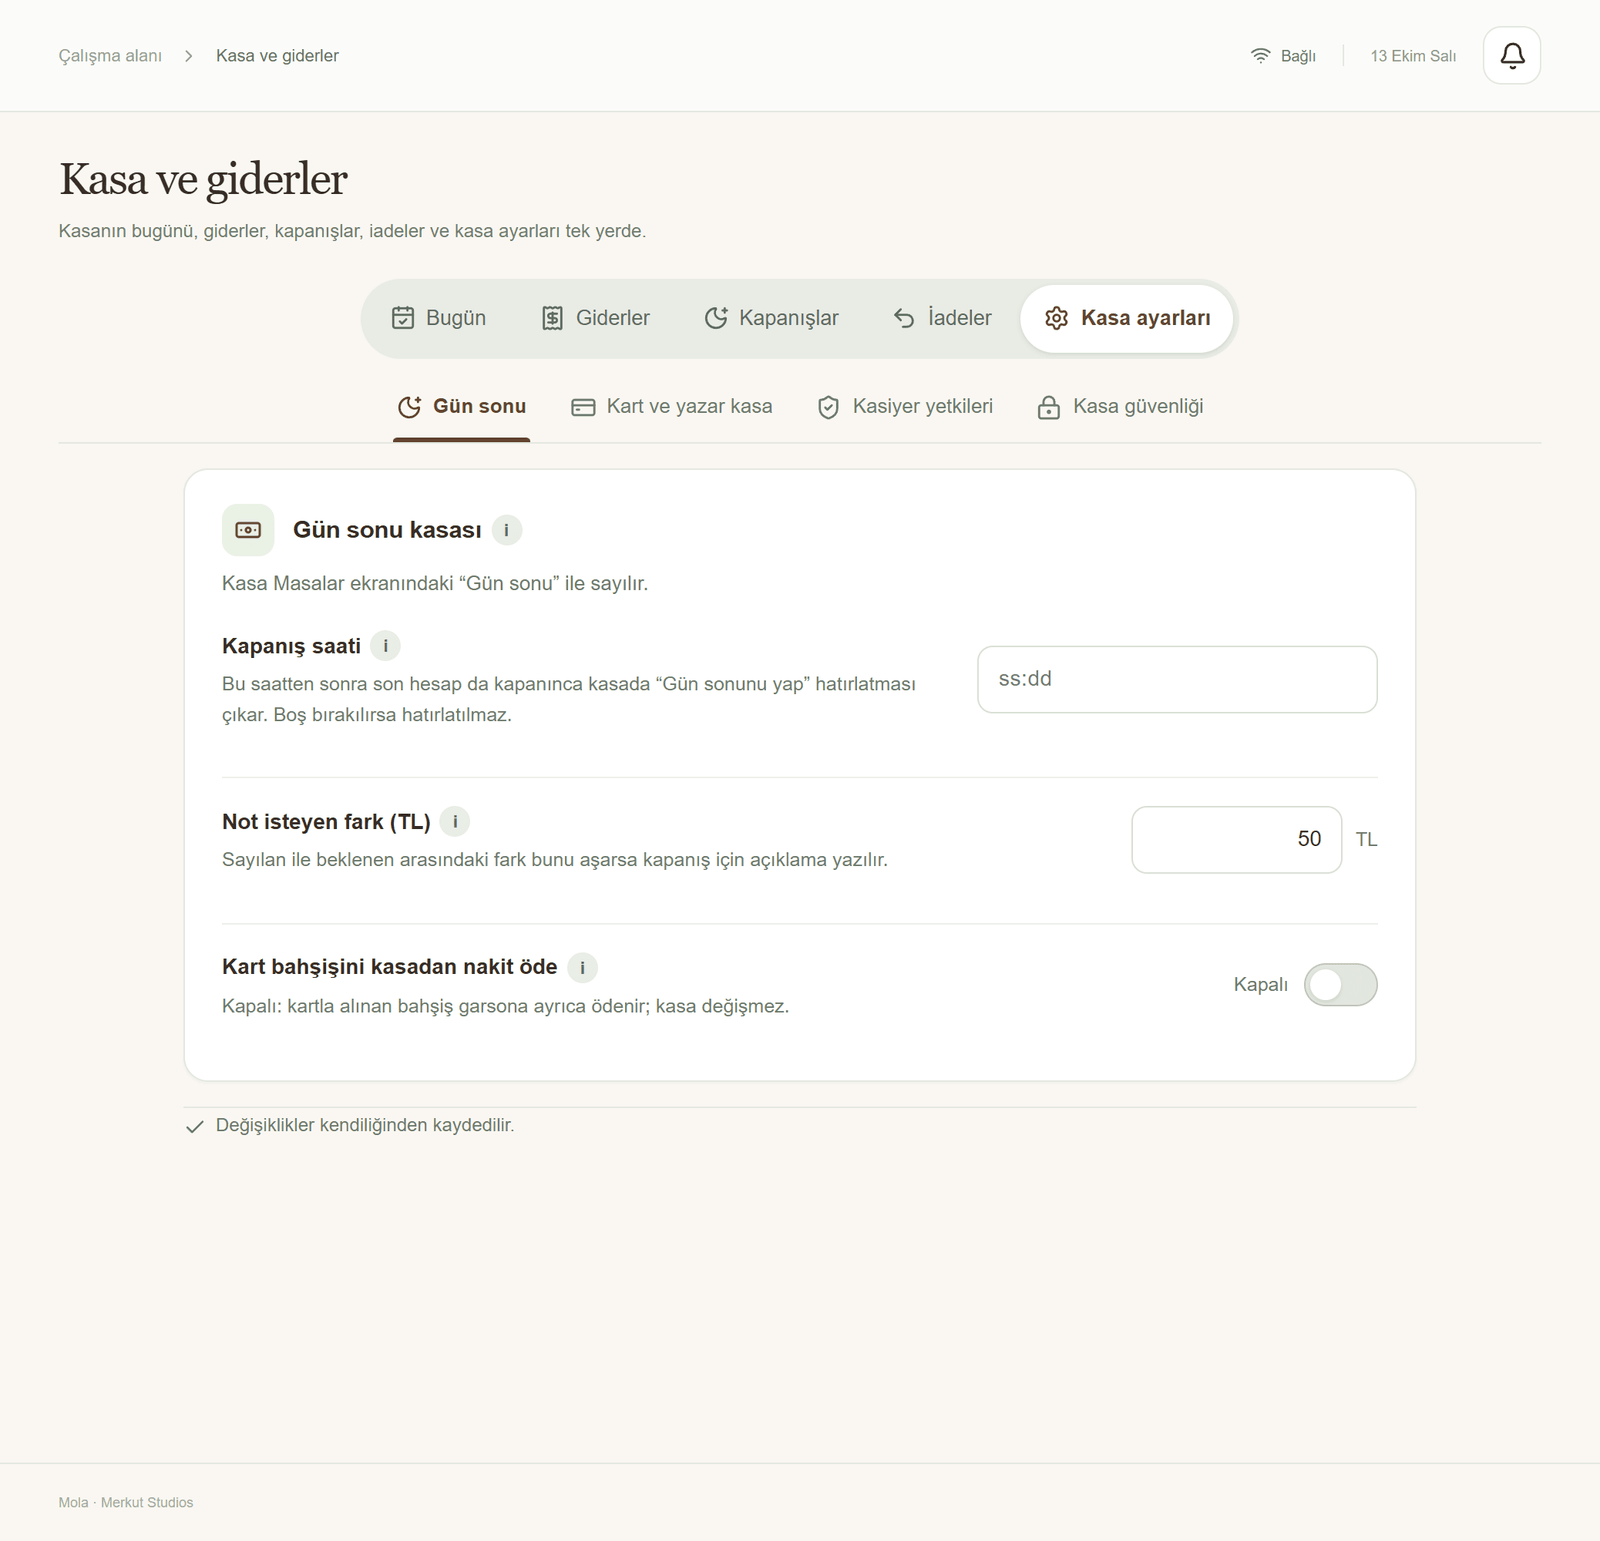 Çalışma alanı
Kasa ve giderler
Bağlı
13 Ekim Salı
Kasa ve giderler
Kasanın bugünü, giderler, kapanışlar, iadeler ve kasa ayarları tek yerde.
Bugün
Giderler
Kapanışlar
İadeler
Kasa ayarları
Gün sonu
Kart ve yazar kasa
Kasiyer yetkileri
Kasa güvenliği
Gün sonu kasası i
Kasa Masalar ekranındaki “Gün sonu” ile sayılır.
Kapanış saati i
Bu saatten sonra son hesap da kapanınca kasada “Gün sonunu yap” hatırlatması
çıkar. Boş bırakılırsa hatırlatılmaz.
ss:dd
Not isteyen fark (TL) i
Sayılan ile beklenen arasındaki fark bunu aşarsa kapanış için açıklama yazılır.
50 TL
Kart bahşişini kasadan nakit öde i
Kapalı: kartla alınan bahşiş garsona ayrıca ödenir; kasa değişmez.
Kapalı
Değişiklikler kendiliğinden kaydedilir.
Mola · Merkut Studios